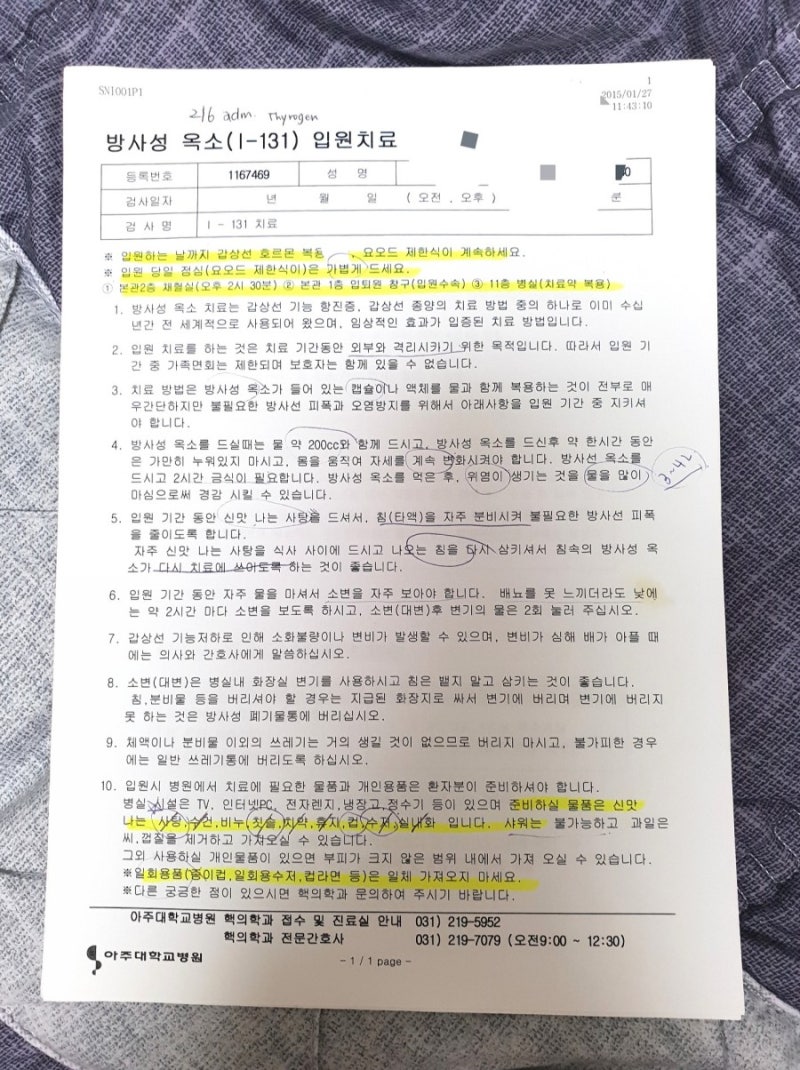 SN1001P1
1
2015/01/27
11:43:10
2/6 adm. Thyrogen
방사성 옥소(I-131) 입원치료
등록번호 1167469 성 명
검사일자 년 월 일 ( 오전 , 오후 )
검 사 명 I - 131 치료
※ 입원하는 날까지 갑상선 호르몬 복용 , 요오드 제한식이 계속하세요.
※ 입원 당일 점심(요오드 제한식이)은 가볍게 드세요.
① 본관2층 채혈실(오후 2시 30분) ② 본관 1층 입퇴원 창구(입원수속) ③ 11층 병실(치료약 복용)
1. 방사성 옥소 치료는 갑상선 기능 항진증, 갑상선 종양의 치료 방법 중의 하나로 이미 수십
년간 전 세계적으로 사용되어 왔으며, 임상적인 효과가 입증된 치료 방법입니다.
2. 입원 치료를 하는 것은 치료 기간동안 외부와 격리시키기 위한 목적입니다. 따라서 입원 기
간 중 가족면회는 제한되며 보호자는 함께 있을 수 없습니다.
3. 치료 방법은 방사성 옥소가 들어 있는 캡슐이나 액체를 물과 함께 복용하는 것이 전부로 매
우간단하지만 불필요한 방사선 피폭과 오염방지를 위해서 아래사항을 입원 기간 중 지키셔
야 합니다.
4. 방사성 옥소를 드실때는 물 약 200cc와 함께 드시고, 방사성 옥소를 드신후 약 한시간 동안
은 가만히 누워있지 마시고, 몸을 움직여 자세를 계속 변화시켜야 합니다. 방사선 옥소를
드시고 2시간 금식이 필요합니다. 방사성 옥소를 먹은 후, 위염이 생기는 것을 물을 많이
마심으로써 경감 시킬 수 있습니다.
3~4L
5. 입원 기간 동안 신맛 나는 사탕을 드셔서, 침(타액)을 자주 분비시켜 불필요한 방사선 피폭
을 줄이도록 합니다.
자주 신맛 나는 사탕을 식사 사이에 드시고 나오는 침을 다시 삼키셔서 침속의 방사성 옥
소가 다시 치료에 쓰이도록 하는 것이 좋습니다.
6. 입원 기간 동안 자주 물을 마셔서 소변을 자주 보아야 합니다. 배뇨를 못 느끼더라도 낮에
는 약 2시간 마다 소변을 보도록 하시고, 소변(대변)후 변기의 물은 2회 눌러 주십시오.
7. 갑상선 기능저하로 인해 소화불량이나 변비가 발생할 수 있으며, 변비가 심해 배가 아플 때
에는 의사와 간호사에게 말씀하십시오.
8. 소변(대변)은 병실내 화장실 변기를 사용하시고 침은 뱉지 말고 삼키는 것이 좋습니다.
침,분비물 등을 버리셔야 할 경우는 지급된 화장지로 싸서 변기에 버리며 변기에 버리지
못 하는 것은 방사성 폐기물통에 버리십시오.
9. 체액이나 분비물 이외의 쓰레기는 거의 생길 것이 없으므로 버리지 마시고, 불가피한 경우
에는 일반 쓰레기통에 버리도록 하십시오.
10. 입원시 병원에서 치료에 필요한 물품과 개인용품은 환자분이 준비하셔야 합니다.
병실 시설은 TV, 인터넷PC, 전자렌지,냉장고,정수기 등이 있으며 준비하실 물품은 신맛
나는 사탕,수건,비누,칫솔,치약,휴지,컵,수저,실내화 입니다. 샤워는 불가능하고 과일은
씨,껍질을 제거하고 가져오실 수 있습니다.
그외 사용하실 개인물품이 있으면 부피가 크지 않은 범위 내에서 가져 오실 수 있습니다.
※일회용품(종이컵,일회용수저,컵라면 등)은 일체 가져오지 마세요.
※다른 궁금한 점이 있으시면 핵의학과 문의하여 주시기 바랍니다.
아주대학교병원 핵의학과 접수 및 진료실 안내 031) 219-5952
핵의학과 전문간호사 031) 219-7079 (오전9:00 ~ 12:30)
아주대학교병원
- 1 / 1 page -